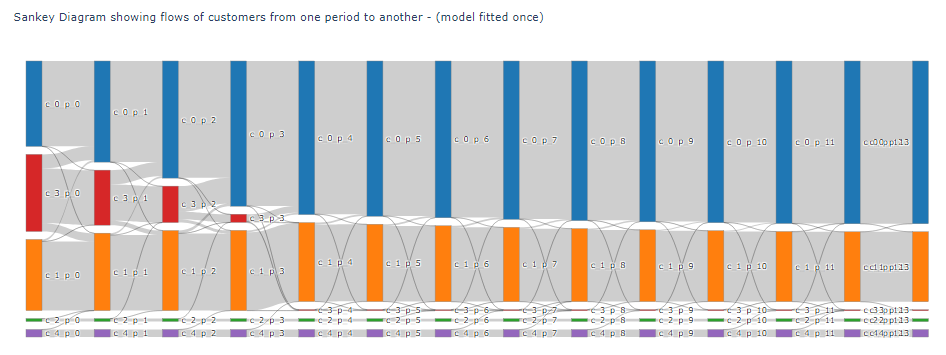 Sankey Diagram showing flows of customers from one period to another - (model fitted once)
c 0 p 0
c 0 p 1
c 0 p 2
c 0 p 3
c 0 p 4
c 0 p 5
c 0 p 6
c 0 p 7
c 0 p 8
c 0 p 9
c 0 p 10
c 0 p 11
c 3 p 0
c 3 p 1
c 3 p 2
c 3 p 3
c 1 p 0
c 1 p 1
c 1 p 2
c 1 p 3
c 1 p 4
c 1 p 5
c 1 p 6
c 1 p 7
c 1 p 8
c 1 p 9
c 1 p 10
c 1 p 11
c 3 p 4
c 3 p 5
c 3 p 6
c 3 p 7
c 3 p 8
c 3 p 9
c 3 p 10
c 3 p 11
c 2 p 0
c 2 p 1
c 2 p 2
c 2 p 3
c 2 p 4
c 2 p 5
c 2 p 6
c 2 p 7
c 2 p 8
c 2 p 9
c 2 p 10
c 2 p 11
c 4 p 0
c 4 p 1
c 4 p 2
c 4 p 3
c 4 p 4
c 4 p 5
c 4 p 6
c 4 p 7
c 4 p 8
c 4 p 9
c 4 p 10
c 4 p 11